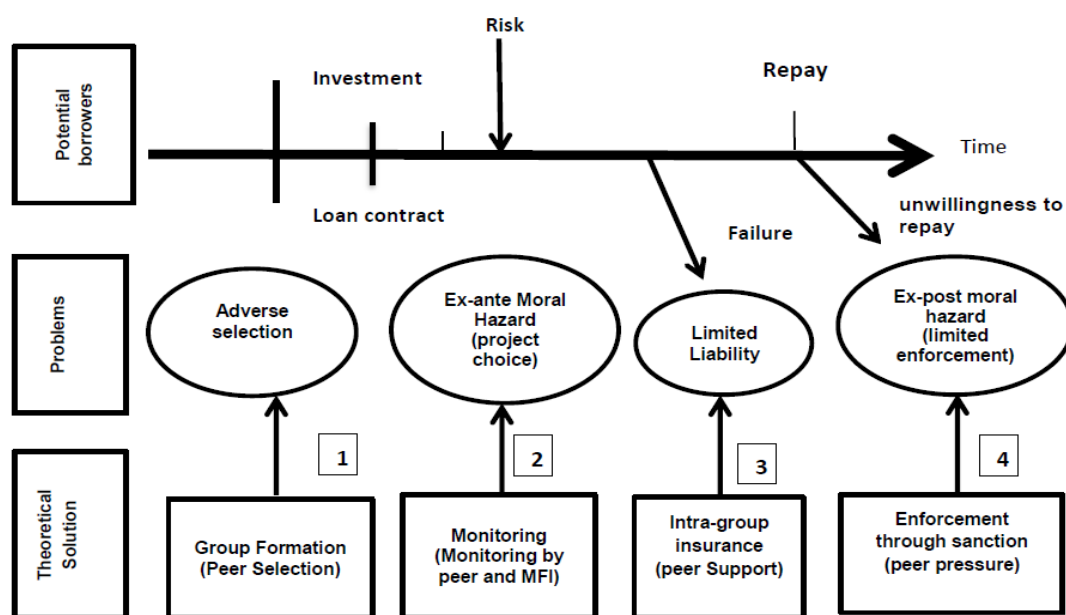 Risk
Potential
borrowers
Investment
Repay
Time
Loan contract
Failure
unwillingness to
repay
Problems
Adverse
selection
Ex-ante Moral
Hazard
(project
choice)
Limited
Liability
Ex-post moral
hazard
(limited
enforcement)
1
2
3
4
Theoretical
Solution
Group Formation
(Peer Selection)
Monitoring
(Monitoring by
peer and MFI)
Intra-group
insurance
(peer Support)
Enforcement
through sanction
(peer pressure)